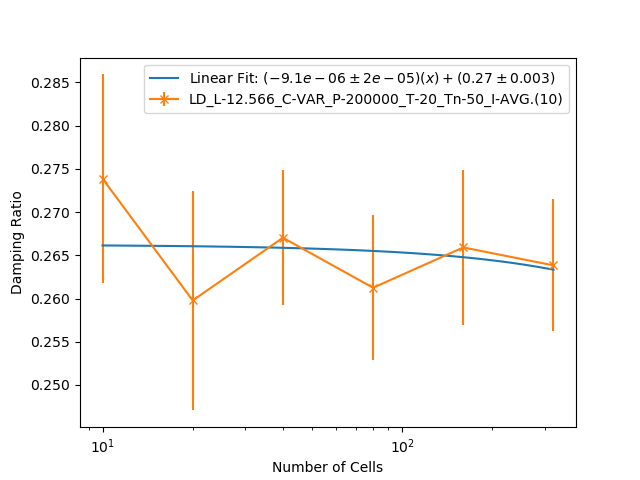 Linear Fit: (−9.1e − 06 ± 2e − 05)(x) + (0.27 ± 0.003)
LD_L-12.566_C-VAR_P-200000_T-20_Tn-50_I-AVG.(10)
0.285
0.280
0.275
0.270
0.265
0.260
0.255
0.250
Damping Ratio
10¹
10²
Number of Cells